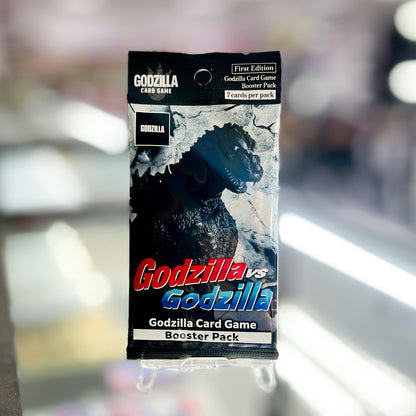 GODZILLA
CARD GAME
First Edition
Godzilla Card Game
Booster Pack
7 cards per pack
GODZILLA
Godzilla vs
Godzilla
Godzilla Card Game
Booster Pack